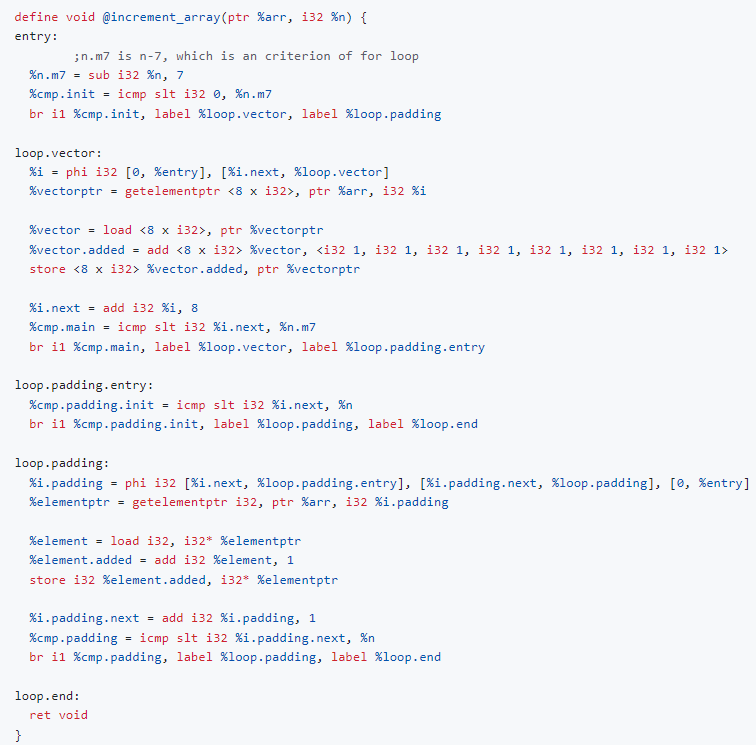 define void @increment_array(ptr %arr, i32 %n) {
entry:
        ;n.m7 is n-7, which is an criterion of for loop
  %n.m7 = sub i32 %n, 7
  %cmp.init = icmp slt i32 0, %n.m7
  br i1 %cmp.init, label %loop.vector, label %loop.padding

loop.vector:
  %i = phi i32 [0, %entry], [%i.next, %loop.vector]
  %vectorptr = getelementptr <8 x i32>, ptr %arr, i32 %i

  %vector = load <8 x i32>, ptr %vectorptr
  %vector.added = add <8 x i32> %vector, <i32 1, i32 1, i32 1, i32 1, i32 1, i32 1, i32 1, i32 1>
  store <8 x i32> %vector.added, ptr %vectorptr

  %i.next = add i32 %i, 8
  %cmp.main = icmp slt i32 %i.next, %n.m7
  br i1 %cmp.main, label %loop.vector, label %loop.padding.entry

loop.padding.entry:
  %cmp.padding.init = icmp slt i32 %i.next, %n
  br i1 %cmp.padding.init, label %loop.padding, label %loop.end

loop.padding:
  %i.padding = phi i32 [%i.next, %loop.padding.entry], [%i.padding.next, %loop.padding], [0, %entry]
  %elementptr = getelementptr i32, ptr %arr, i32 %i.padding

  %element = load i32, i32* %elementptr
  %element.added = add i32 %element, 1
  store i32 %element.added, i32* %elementptr

  %i.padding.next = add i32 %i.padding, 1
  %cmp.padding = icmp slt i32 %i.padding.next, %n
  br i1 %cmp.padding, label %loop.padding, label %loop.end

loop.end:
  ret void
}